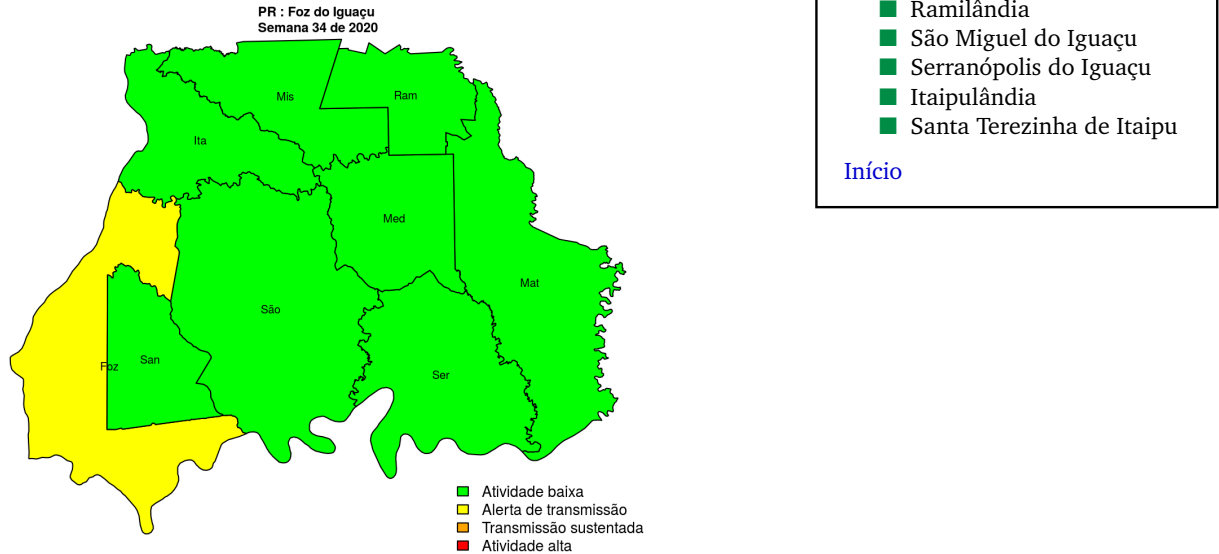 PR : Foz do Iguaçu
Semana 34 de 2020
Mis
Ram
Ita
Med
Mat
São
San
Foz
Ser
Atividade baixa
Alerta de transmissão
Transmissão sustentada
Atividade alta
Ramilândia
São Miguel do Iguaçu
Serranópolis do Iguaçu
Itaipulândia
Santa Terezinha de Itaipu
Início